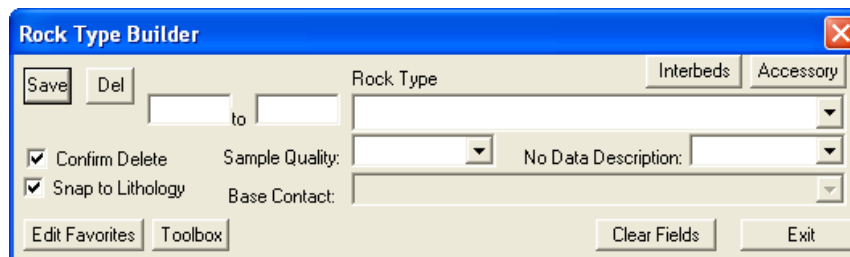 Rock Type Builder
Save Del Rock Type Interbeds Accessory
to
Confirm Delete Sample Quality: No Data Description:
Snap to Lithology Base Contact:
Edit Favorites Toolbox Clear Fields Exit